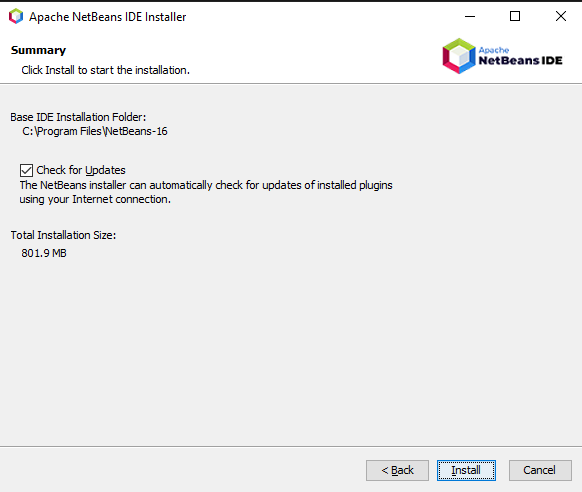 Apache NetBeans IDE Installer
Summary
Click Install to start the installation.
Apache
NetBeans IDE
Base IDE Installation Folder:
C:\Program Files\NetBeans-16
Check for Updates
The NetBeans installer can automatically check for updates of installed plugins
using your Internet connection.
Total Installation Size:
801.9 MB
< Back
Install
Cancel